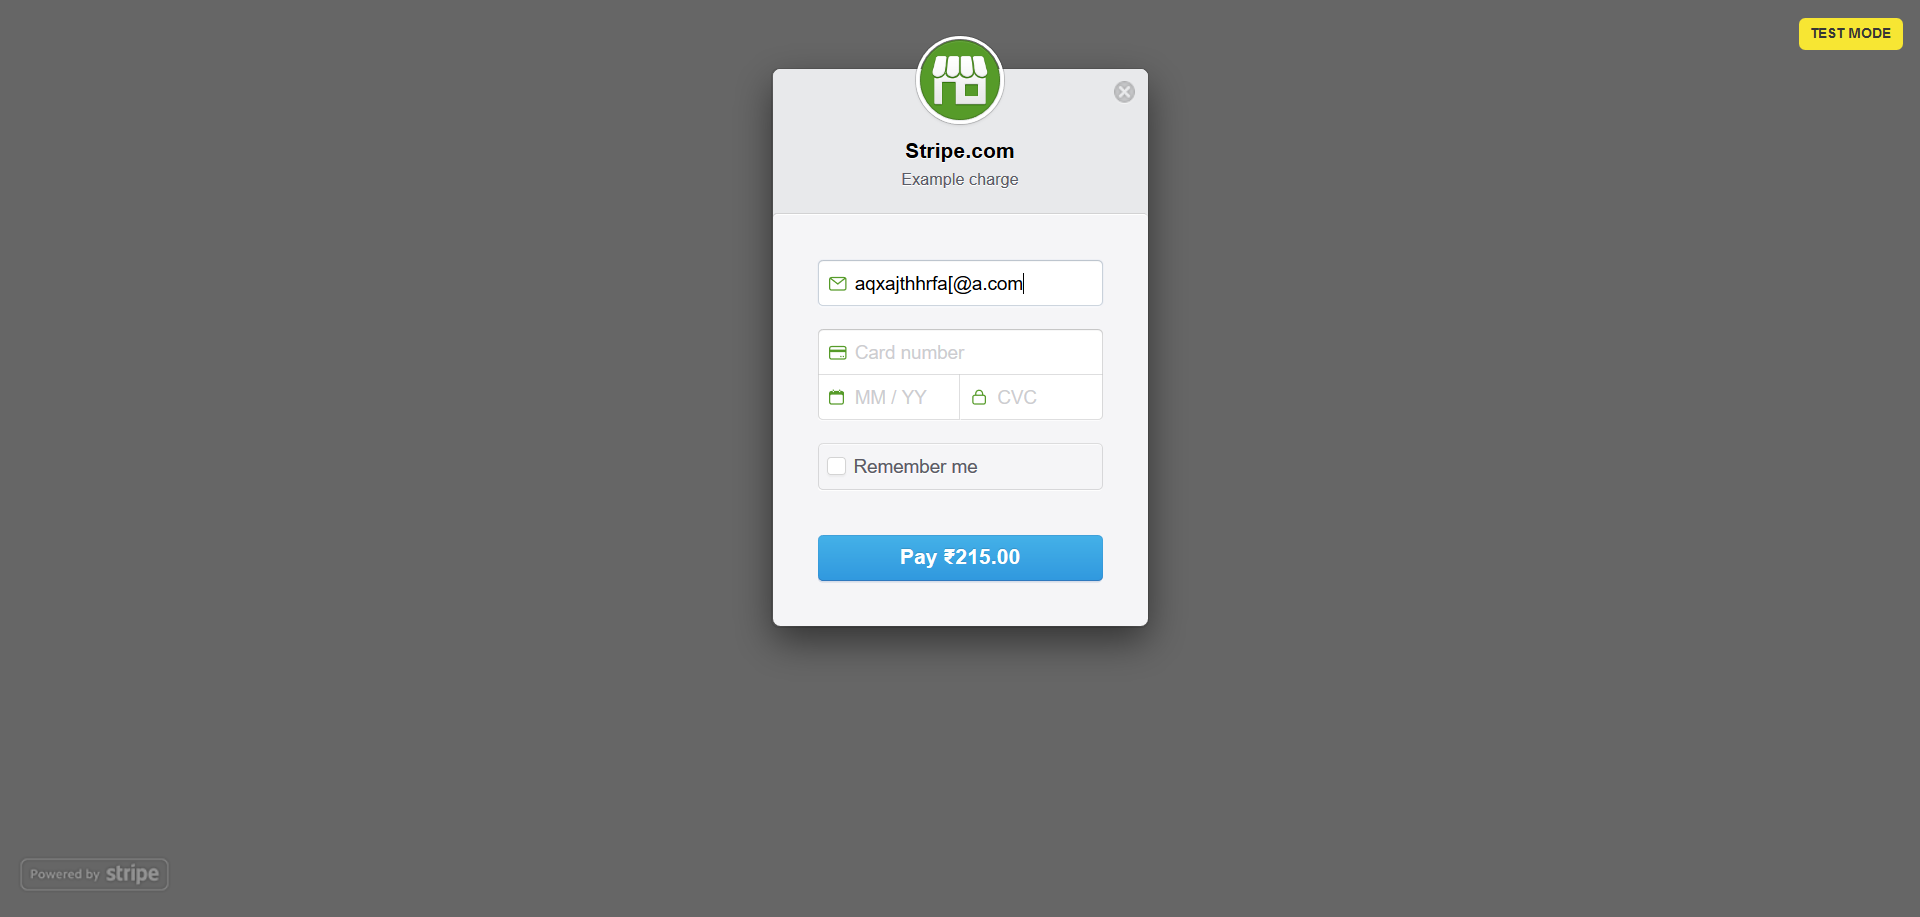 TEST MODE
Stripe.com
Example charge
aqxajthhrfa[@a.com
Card number
MM / YY
CVC
Remember me
Pay ₹215.00
Powered by stripe